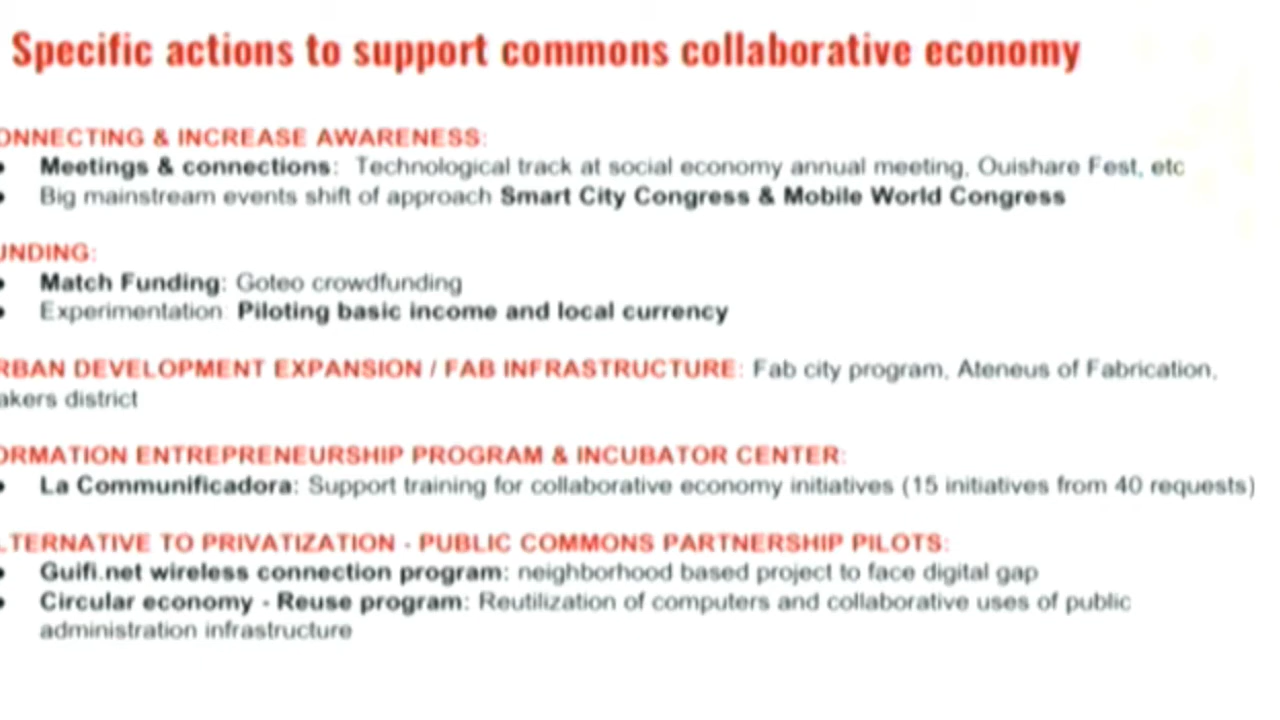 Specific actions to support commons collaborative economy
ONNECTING & INCREASE AWARENESS:
Meetings & connections: Technological track at social economy annual meeting, Ouishare Fest, etc
Big mainstream events shift of approach Smart City Congress & Mobile World Congress
UNDING:
Match Funding: Goteo crowdfunding
Experimentation: Piloting basic income and local currency
RBAN DEVELOPMENT EXPANSION / FAB INFRASTRUCTURE: Fab city program, Ateneus of Fabrication,
akers district
ORMATION ENTREPRENEURSHIP PROGRAM & INCUBATOR CENTER:
La Communificadora: Support training for collaborative economy initiatives (15 initiatives from 40 requests)
LTERNATIVE TO PRIVATIZATION - PUBLIC COMMONS PARTNERSHIP PILOTS:
Guifi.net wireless connection program: neighborhood based project to face digital gap
Circular economy - Reuse program: Reutilization of computers and collaborative uses of public
administration infrastructure